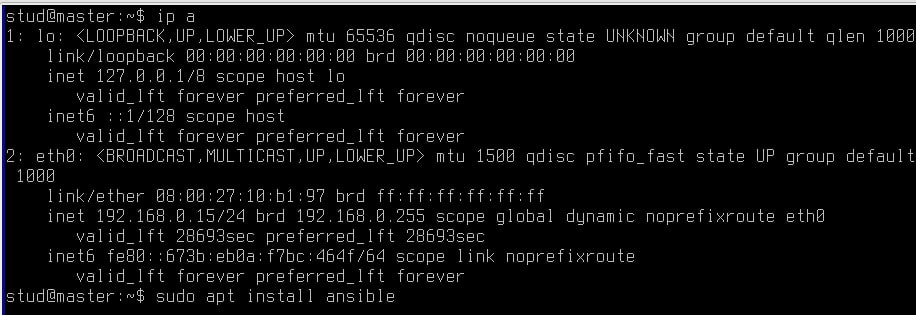 stud@master:~$ ip a
1: lo: <LOOPBACK,UP,LOWER_UP> mtu 65536 qdisc noqueue state UNKNOWN group default qlen 1000
    link/loopback 00:00:00:00:00:00 brd 00:00:00:00:00:00
    inet 127.0.0.1/8 scope host lo
       valid_lft forever preferred_lft forever
    inet6 ::1/128 scope host
       valid_lft forever preferred_lft forever
2: eth0: <BROADCAST,MULTICAST,UP,LOWER_UP> mtu 1500 qdisc pfifo_fast state UP group default
 1000
    link/ether 08:00:27:10:b1:97 brd ff:ff:ff:ff:ff:ff
    inet 192.168.0.15/24 brd 192.168.0.255 scope global dynamic noprefixroute eth0
       valid_lft 28693sec preferred_lft 28693sec
    inet6 fe80::673b:eb0a:f7bc:464f/64 scope link noprefixroute
       valid_lft forever preferred_lft forever
stud@master:~$ sudo apt install ansible